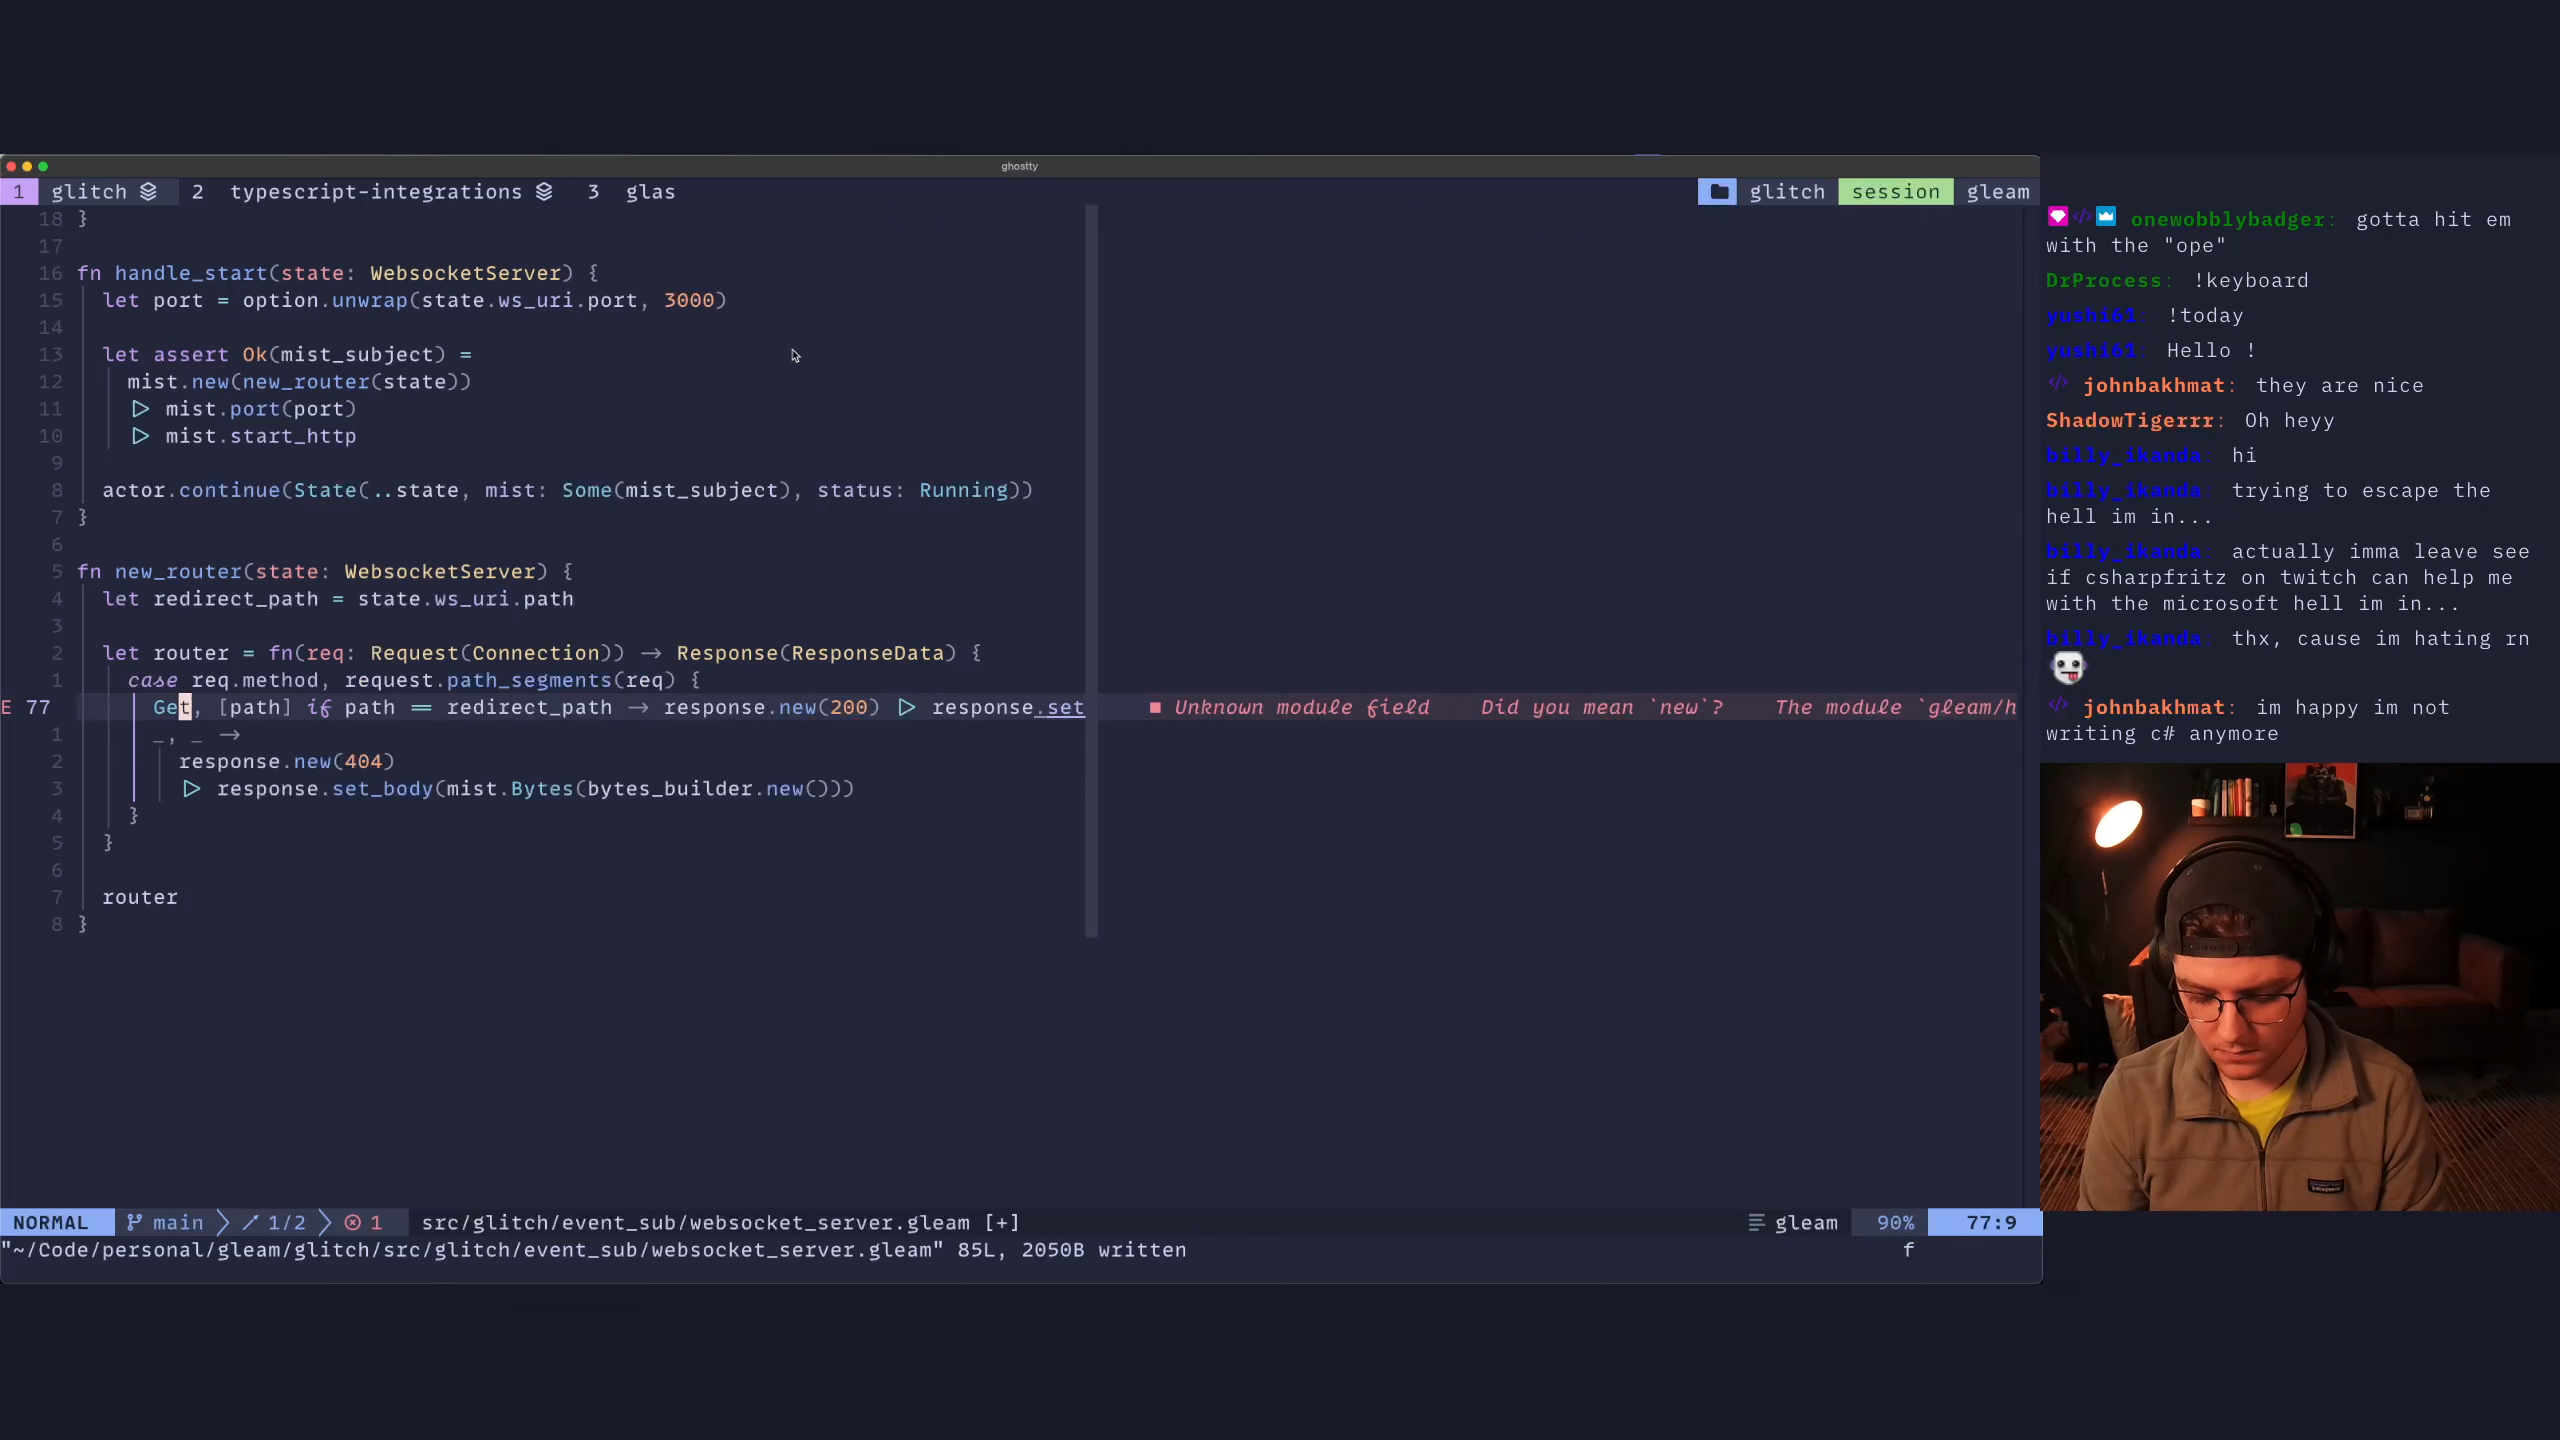 ghostty
1 glitch 2 typescript-integrations 3 glas glitch session gleam
18 }
17
16 fn handle_start(state: WebsocketServer) {
15 let port = option.unwrap(state.ws_uri.port, 3000)
14
13 let assert Ok(mist_subject) =
12 mist.new(new_router(state))
11 ▷ mist.port(port)
10 ▷ mist.start_http
9
8 actor.continue(State(..state, mist: Some(mist_subject), status: Running))
7 }
6
5 fn new_router(state: WebsocketServer) {
4 let redirect_path = state.ws_uri.path
3
2 let router = fn(req: Request(Connection)) → Response(ResponseData) {
1 case req.method, request.path_segments(req) {
E 77 Get, [path] if path == redirect_path → response.new(200) ▷ response.set ■ Unknown module field Did you mean `new`? The module `gleam/h
1 _, _ →
2 response.new(404)
3 ▷ response.set_body(mist.Bytes(bytes_builder.new()))
4 }
5 }
6
7 router
8 }
NORMAL main 1/2 1 src/glitch/event_sub/websocket_server.gleam [+] gleam 90% 77:9
"~/Code/personal/gleam/glitch/src/glitch/event_sub/websocket_server.gleam" 85L, 2050B written f
onewobblybadger: gotta hit em
with the "ope"
DrProcess: !keyboard
yushi61: !today
yushi61: Hello !
johnbakhmat: they are nice
ShadowTigerrr: Oh heyy
billy_ikanda: hi
billy_ikanda: trying to escape the
hell im in...
billy_ikanda: actually imma leave see
if csharpfritz on twitch can help me
with the microsoft hell im in...
billy_ikanda: thx, cause im hating rn
johnbakhmat: im happy im not
writing c# anymore